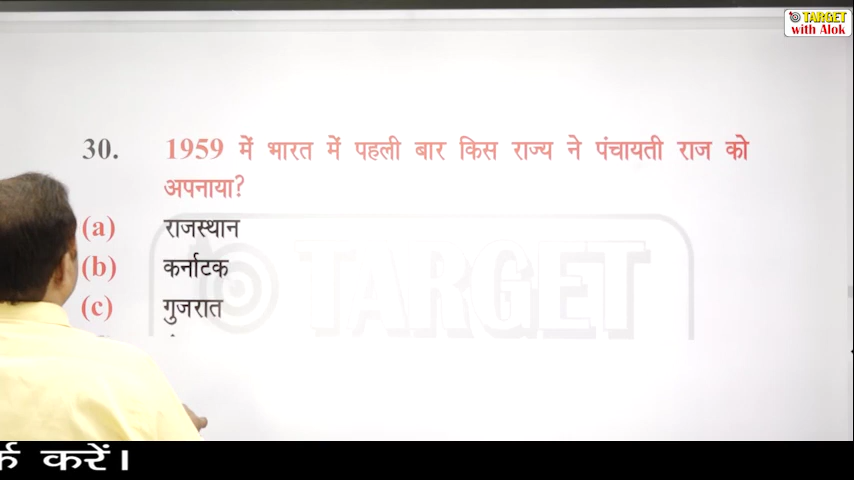 TARGET
with Alok
30. 1959 में भारत में पहली बार किस राज्य ने पंचायती राज को
अपनाया?
(a) राजस्थान
(b) कर्नाटक
(c) गुजरात
TARGET
करें।